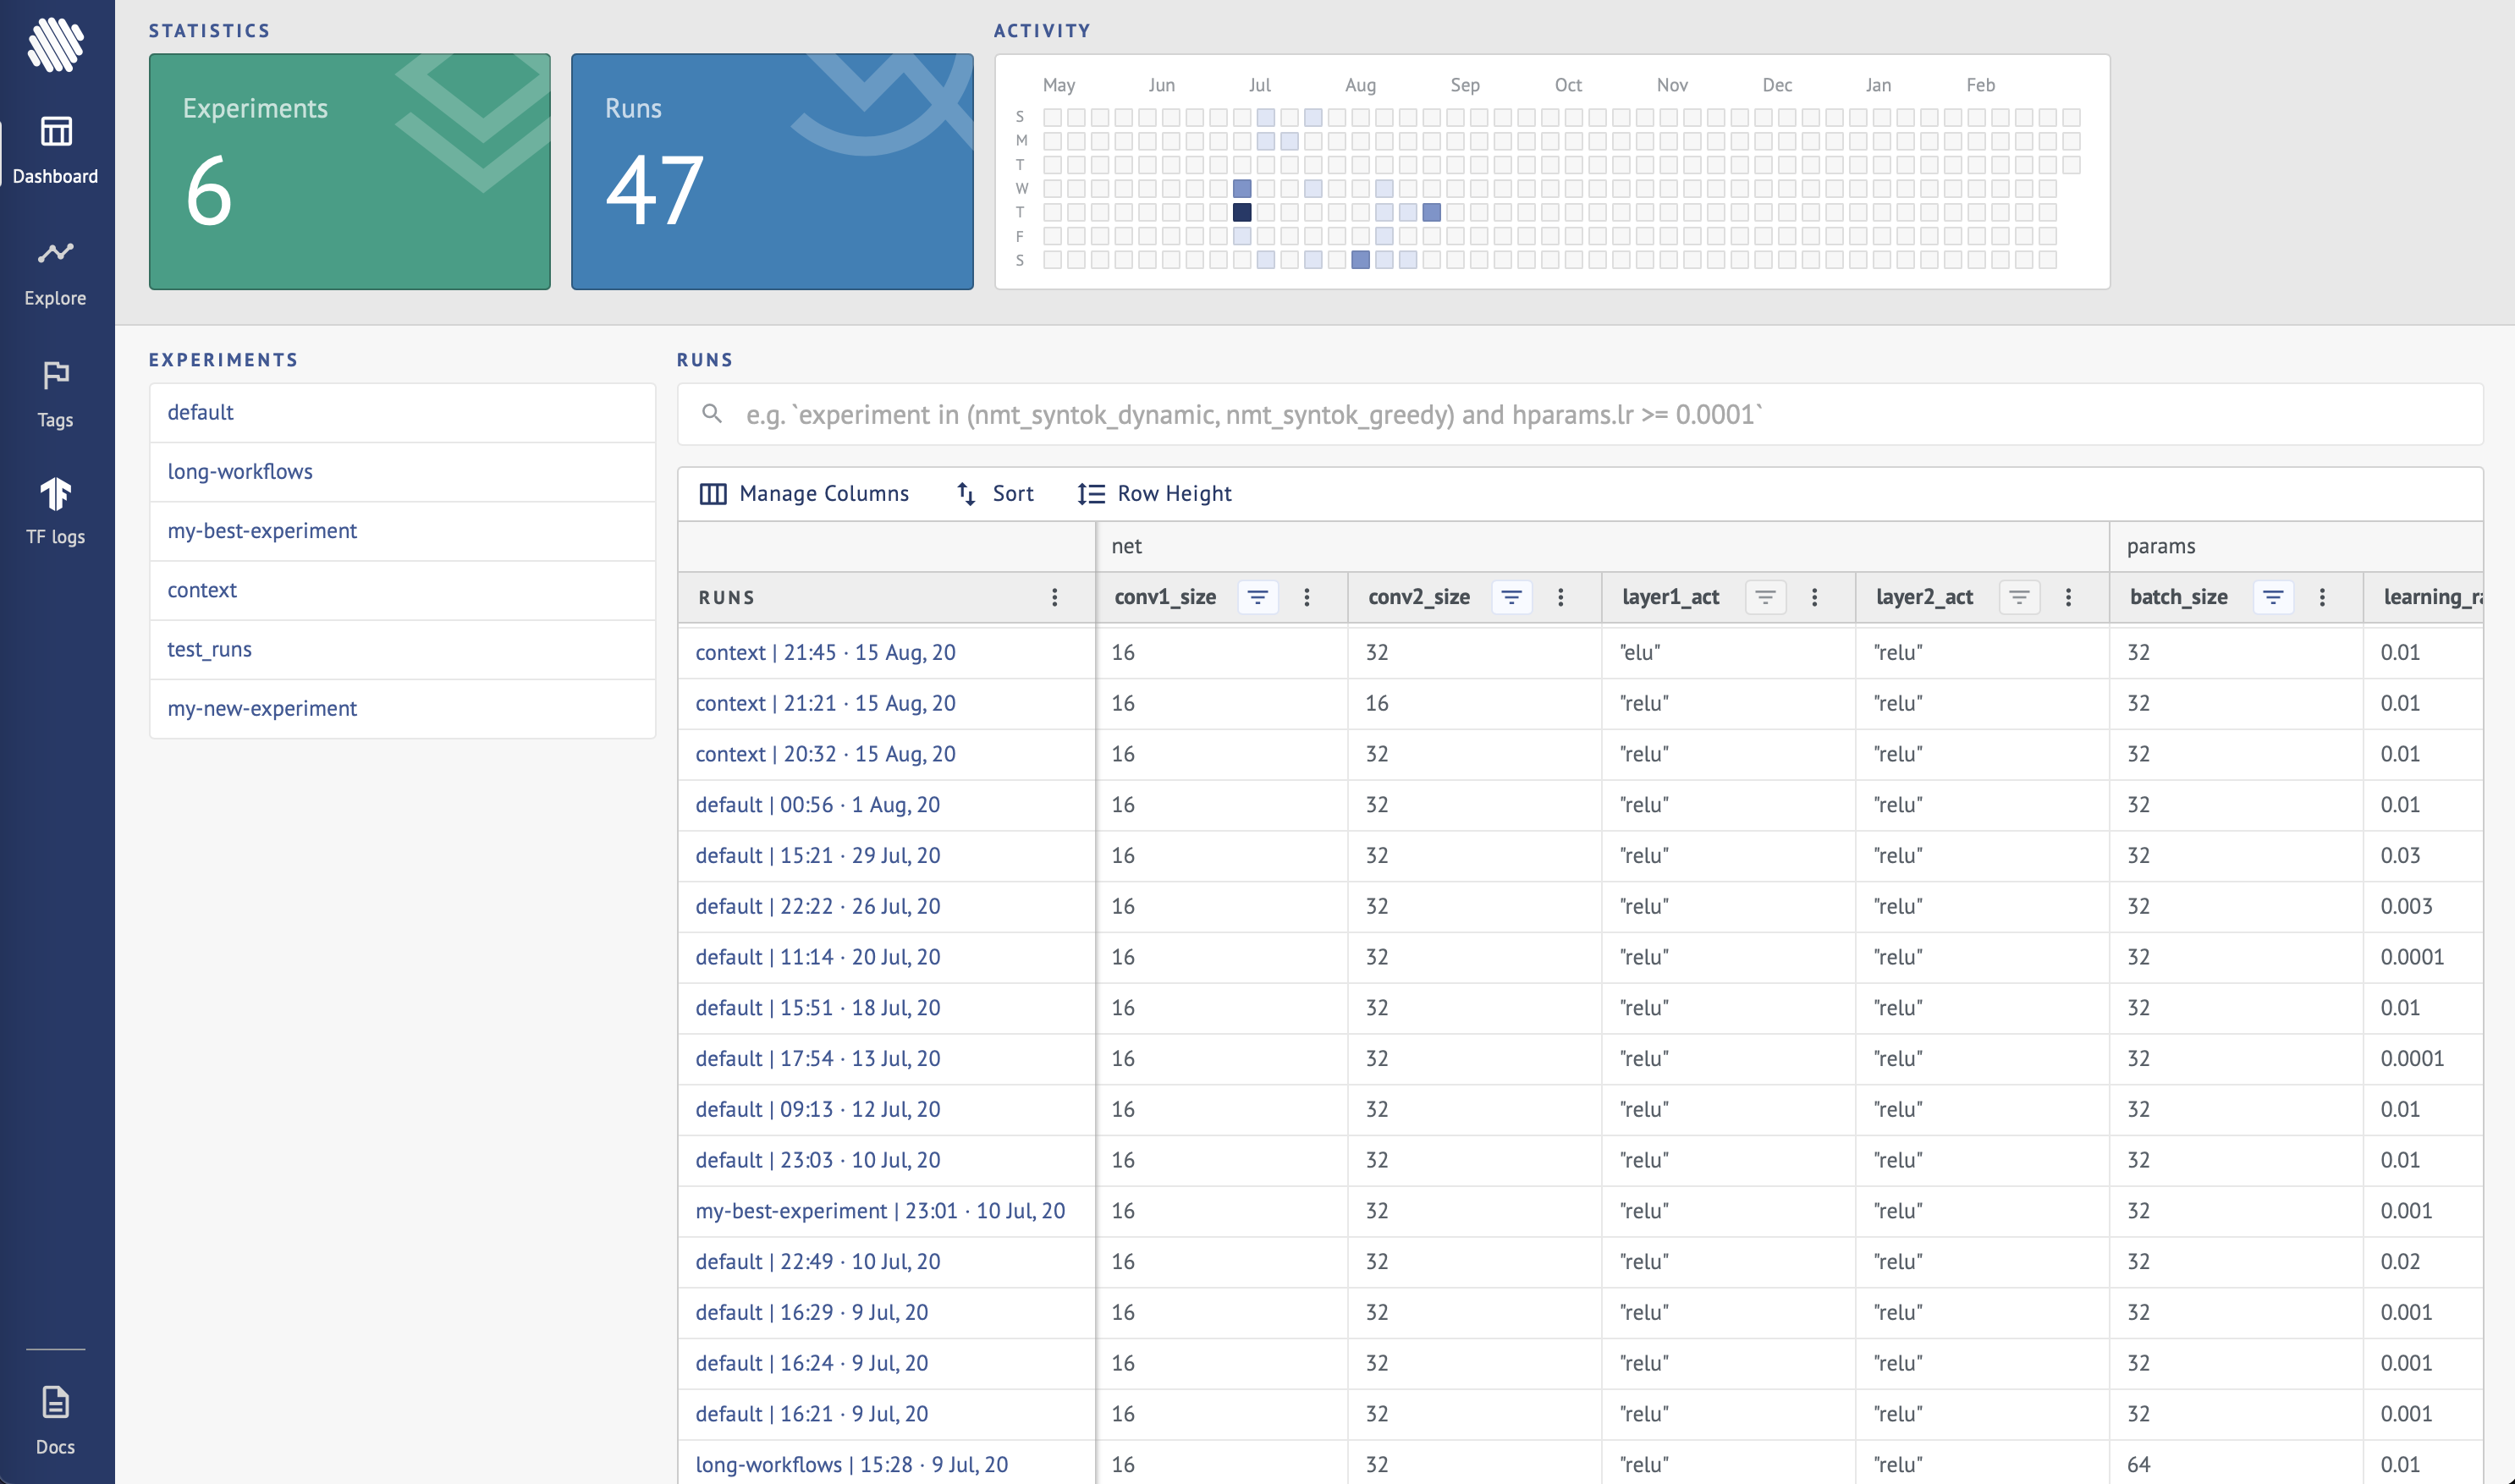 Dashboard
Explore
Tags
TF logs
Docs
STATISTICS
Experiments
6
Runs
47
ACTIVITY
May Jun Jul Aug Sep Oct Nov Dec Jan Feb
S
M
T
W
T
F
S
EXPERIMENTS
default
long-workflows
my-best-experiment
context
test_runs
my-new-experiment
RUNS
e.g. `experiment in (nmt_syntok_dynamic, nmt_syntok_greedy) and hparams.lr >= 0.0001`
Manage Columns Sort Row Height
net params
RUNS conv1_size conv2_size layer1_act layer2_act batch_size learning_ra
context | 21:45 · 15 Aug, 20 16 32 "elu" "relu" 32 0.01
context | 21:21 · 15 Aug, 20 16 16 "relu" "relu" 32 0.01
context | 20:32 · 15 Aug, 20 16 32 "relu" "relu" 32 0.01
default | 00:56 · 1 Aug, 20 16 32 "relu" "relu" 32 0.01
default | 15:21 · 29 Jul, 20 16 32 "relu" "relu" 32 0.03
default | 22:22 · 26 Jul, 20 16 32 "relu" "relu" 32 0.003
default | 11:14 · 20 Jul, 20 16 32 "relu" "relu" 32 0.0001
default | 15:51 · 18 Jul, 20 16 32 "relu" "relu" 32 0.01
default | 17:54 · 13 Jul, 20 16 32 "relu" "relu" 32 0.0001
default | 09:13 · 12 Jul, 20 16 32 "relu" "relu" 32 0.01
default | 23:03 · 10 Jul, 20 16 32 "relu" "relu" 32 0.01
my-best-experiment | 23:01 · 10 Jul, 20 16 32 "relu" "relu" 32 0.001
default | 22:49 · 10 Jul, 20 16 32 "relu" "relu" 32 0.02
default | 16:29 · 9 Jul, 20 16 32 "relu" "relu" 32 0.001
default | 16:24 · 9 Jul, 20 16 32 "relu" "relu" 32 0.001
default | 16:21 · 9 Jul, 20 16 32 "relu" "relu" 32 0.001
long-workflows | 15:28 · 9 Jul, 20 16 32 "relu" "relu" 64 0.01